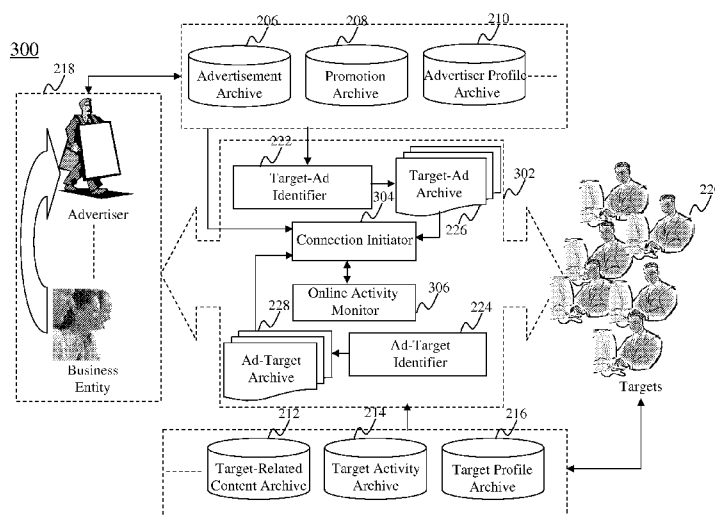 300
206
208
210
218
Advertisement
Archive
Promotion
Archive
Advertiser Profile
Archive
222
Target-Ad
Identifier
Target-Ad
Archive
302
304
226
220
Advertiser
Connection Initiator
Online Activity
Monitor
306
228
224
Ad-Target
Archive
Ad-Target
Identifier
Business
Entity
Targets
212
214
216
Target-Related
Content Archive
Target Activity
Archive
Target Profile
Archive